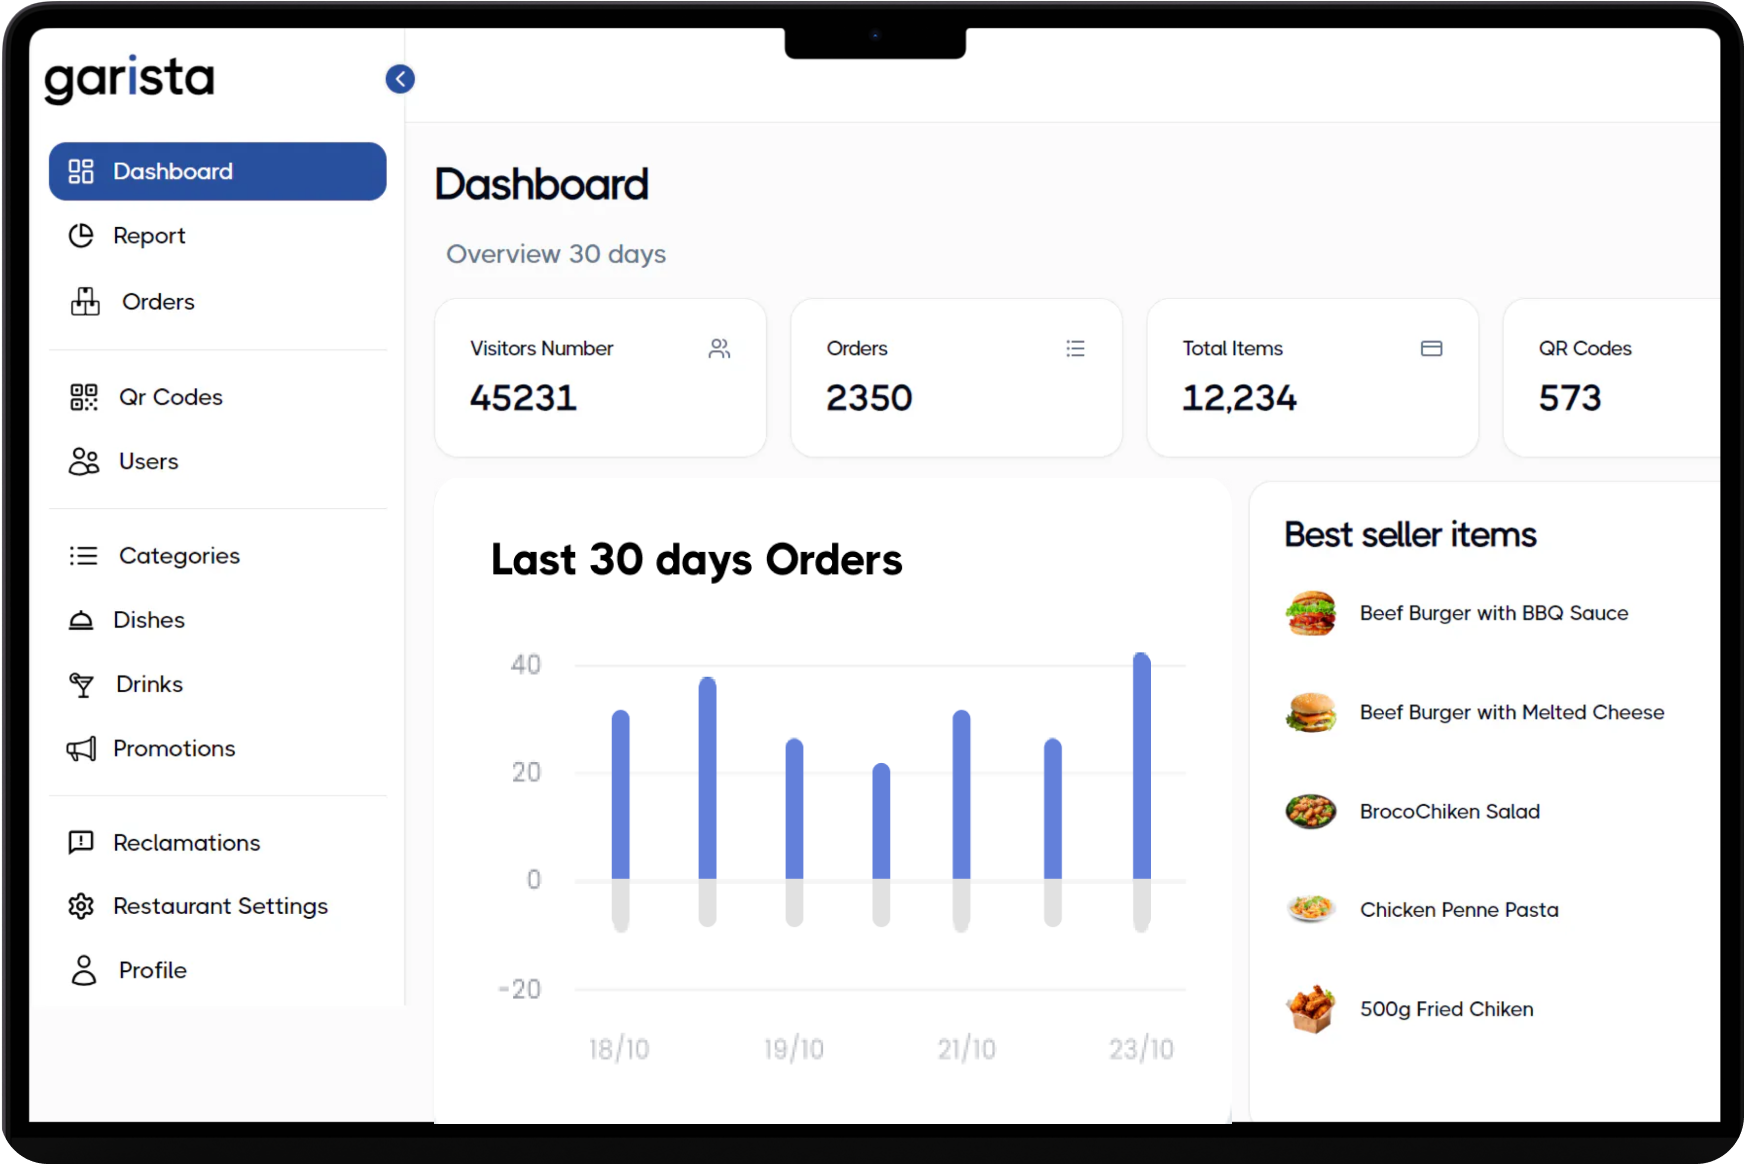 garista
Dashboard
Report
Orders
Qr Codes
Users
Categories
Dishes
Drinks
Promotions
Reclamations
Restaurant Settings
Profile
Dashboard
Overview 30 days
Visitors Number
45231
Orders
2350
Total Items
12,234
QR Codes
573
Last 30 days Orders
40
20
0
-20
18/10
19/10
21/10
23/10
Best seller items
Beef Burger with BBQ Sauce
Beef Burger with Melted Cheese
BrocoChiken Salad
Chicken Penne Pasta
500g Fried Chiken